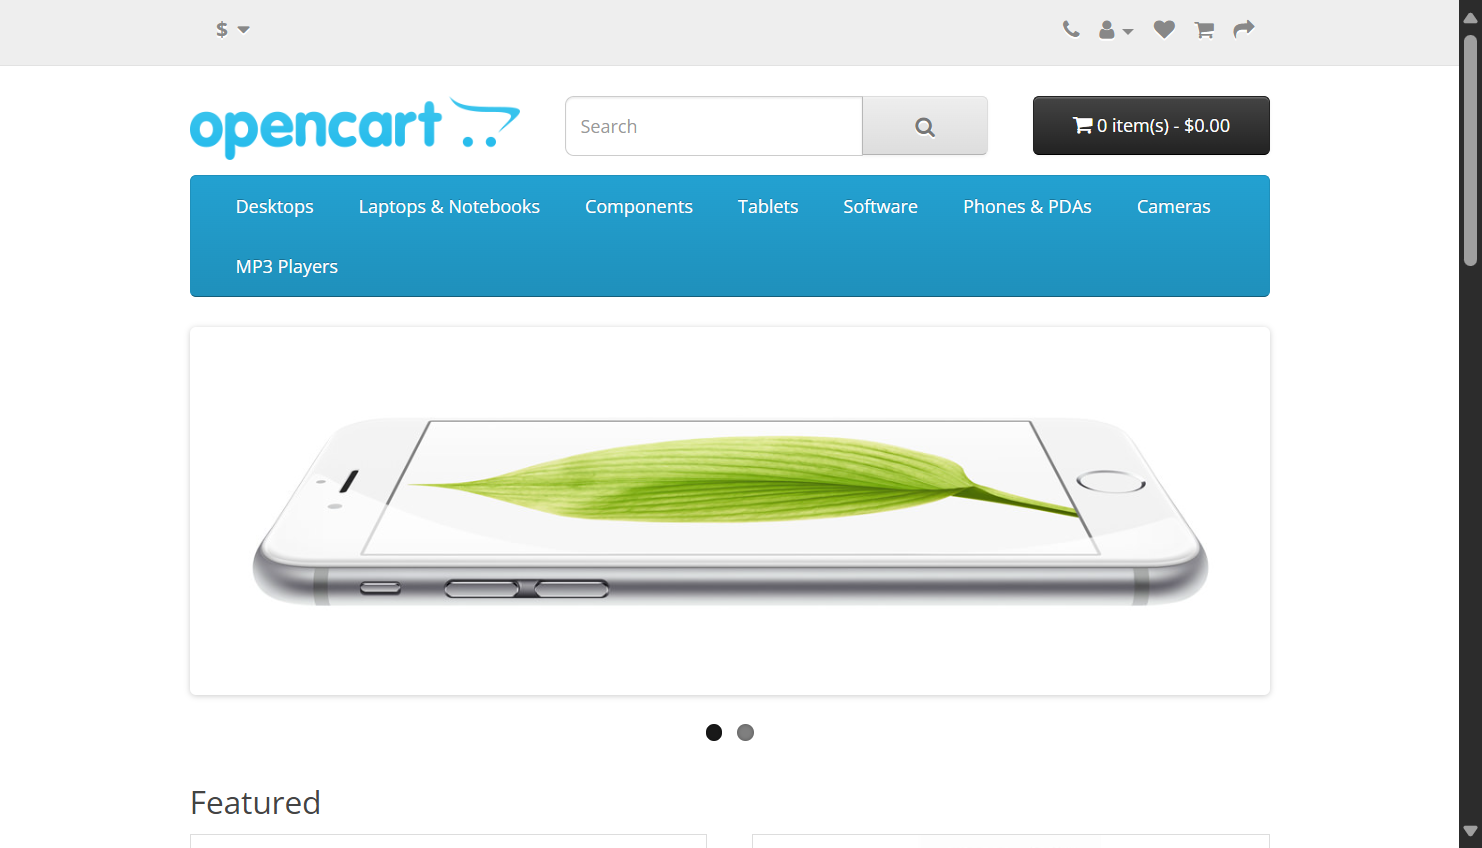 $
opencart
Search
0 item(s) - $0.00
Desktops
Laptops & Notebooks
Components
Tablets
Software
Phones & PDAs
Cameras
MP3 Players
Featured